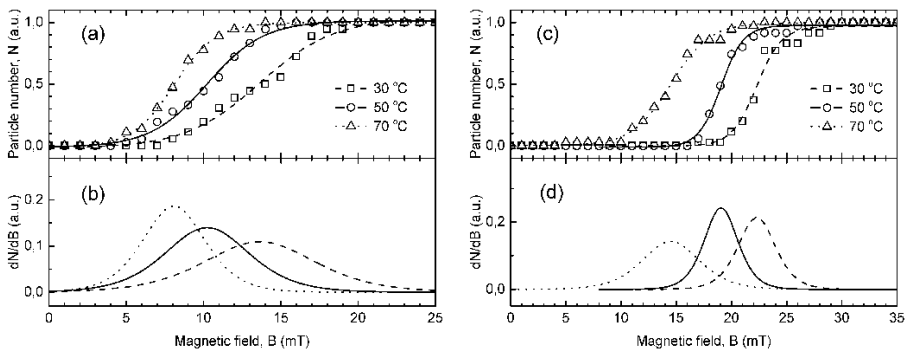 (a)
Particle number, N (a.u.)
1,0
0,5
0,0
30 °C
50 °C
70 °C
(b)
dN/dB (a.u.)
0,2
0,1
0,0
0 5 10 15 20 25
Magnetic field, B (mT)
(c)
Particle number, N (a.u.)
1,0
0,5
0,0
30 °C
50 °C
70 °C
(d)
dN/dB (a.u.)
0,2
0,0
0 5 10 15 20 25 30 35
Magnetic field, B (mT)